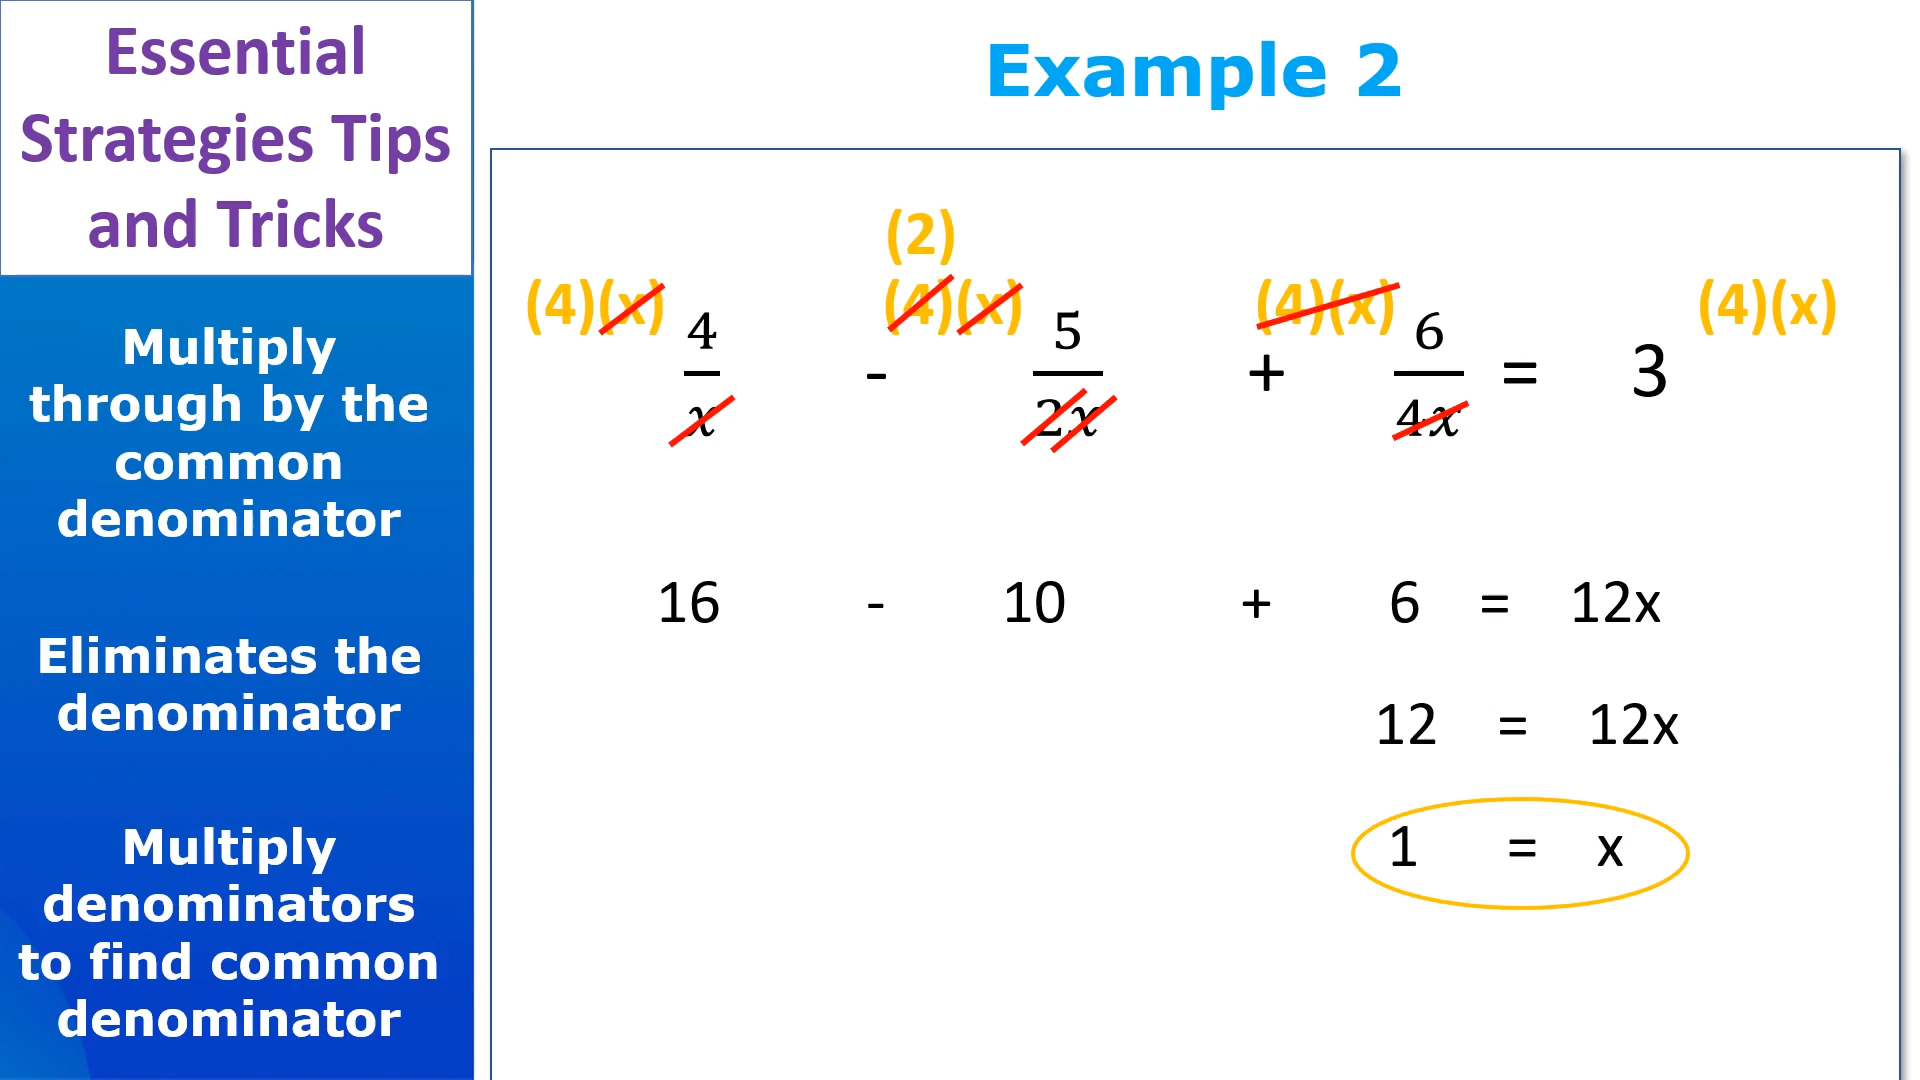 Essential
Strategies Tips
and Tricks
Multiply
through by the
common
denominator
Eliminates the
denominator
Multiply
denominators
to find common
denominator
Example 2
(2)
(4)(x) (4)(x) (4)(x) (4)(x)
4 5 6
- + = 3
x 2x 4x
16 - 10 + 6 = 12x
12 = 12x
1 = x